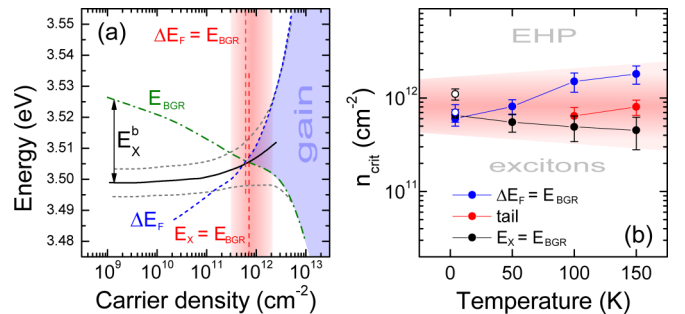 (a)
ΔE_F = E_BGR
E_BGR
E_X^b
gain
ΔE_F
E_X = E_BGR
3.55
3.54
3.53
3.52
3.51
3.50
3.49
3.48
Energy (eV)
10^9
10^10
10^11
10^12
10^13
Carrier density (cm^-2)
EHP
excitons
ΔE_F = E_BGR
tail
E_X = E_BGR
(b)
10^12
10^11
n_crit (cm^-2)
0
50
100
150
Temperature (K)